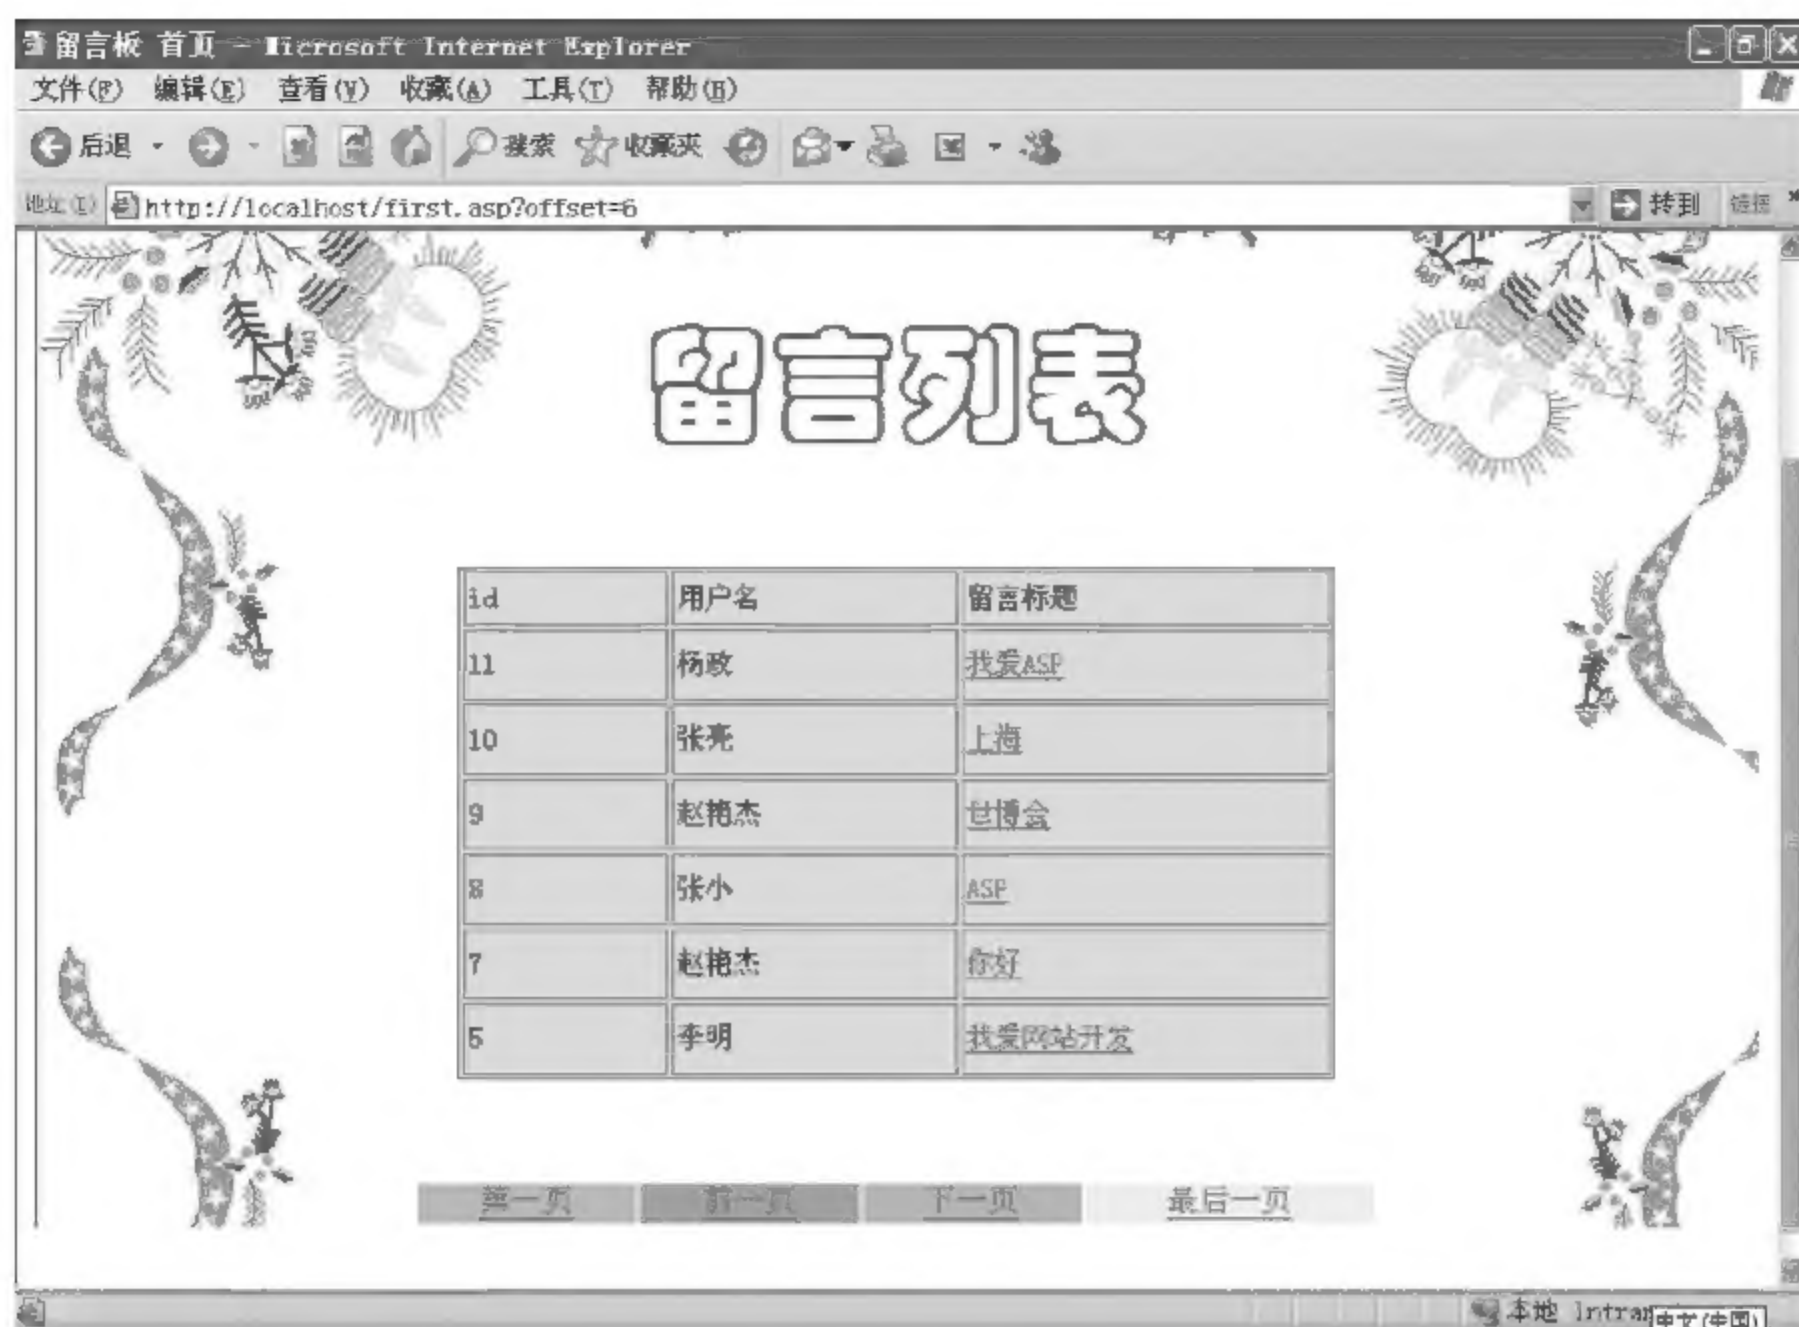 留言板 首页 - Microsoft Internet Explorer
文件(F) 编辑(E) 查看(V) 收藏(A) 工具(T) 帮助(H)
后退 搜索 收藏夹
地址(D) http://localhost/first.asp?offset=6 转到 链接
留言列表
id 用户名 留言标题
11 杨政 我爱ASP
10 张亮 上海
9 赵艳杰 世博会
8 张小 ASP
7 赵艳杰 你好
5 李明 我爱网站开发
第一页 前一页 下一页 最后一页
本地 Intran
中文(中国)